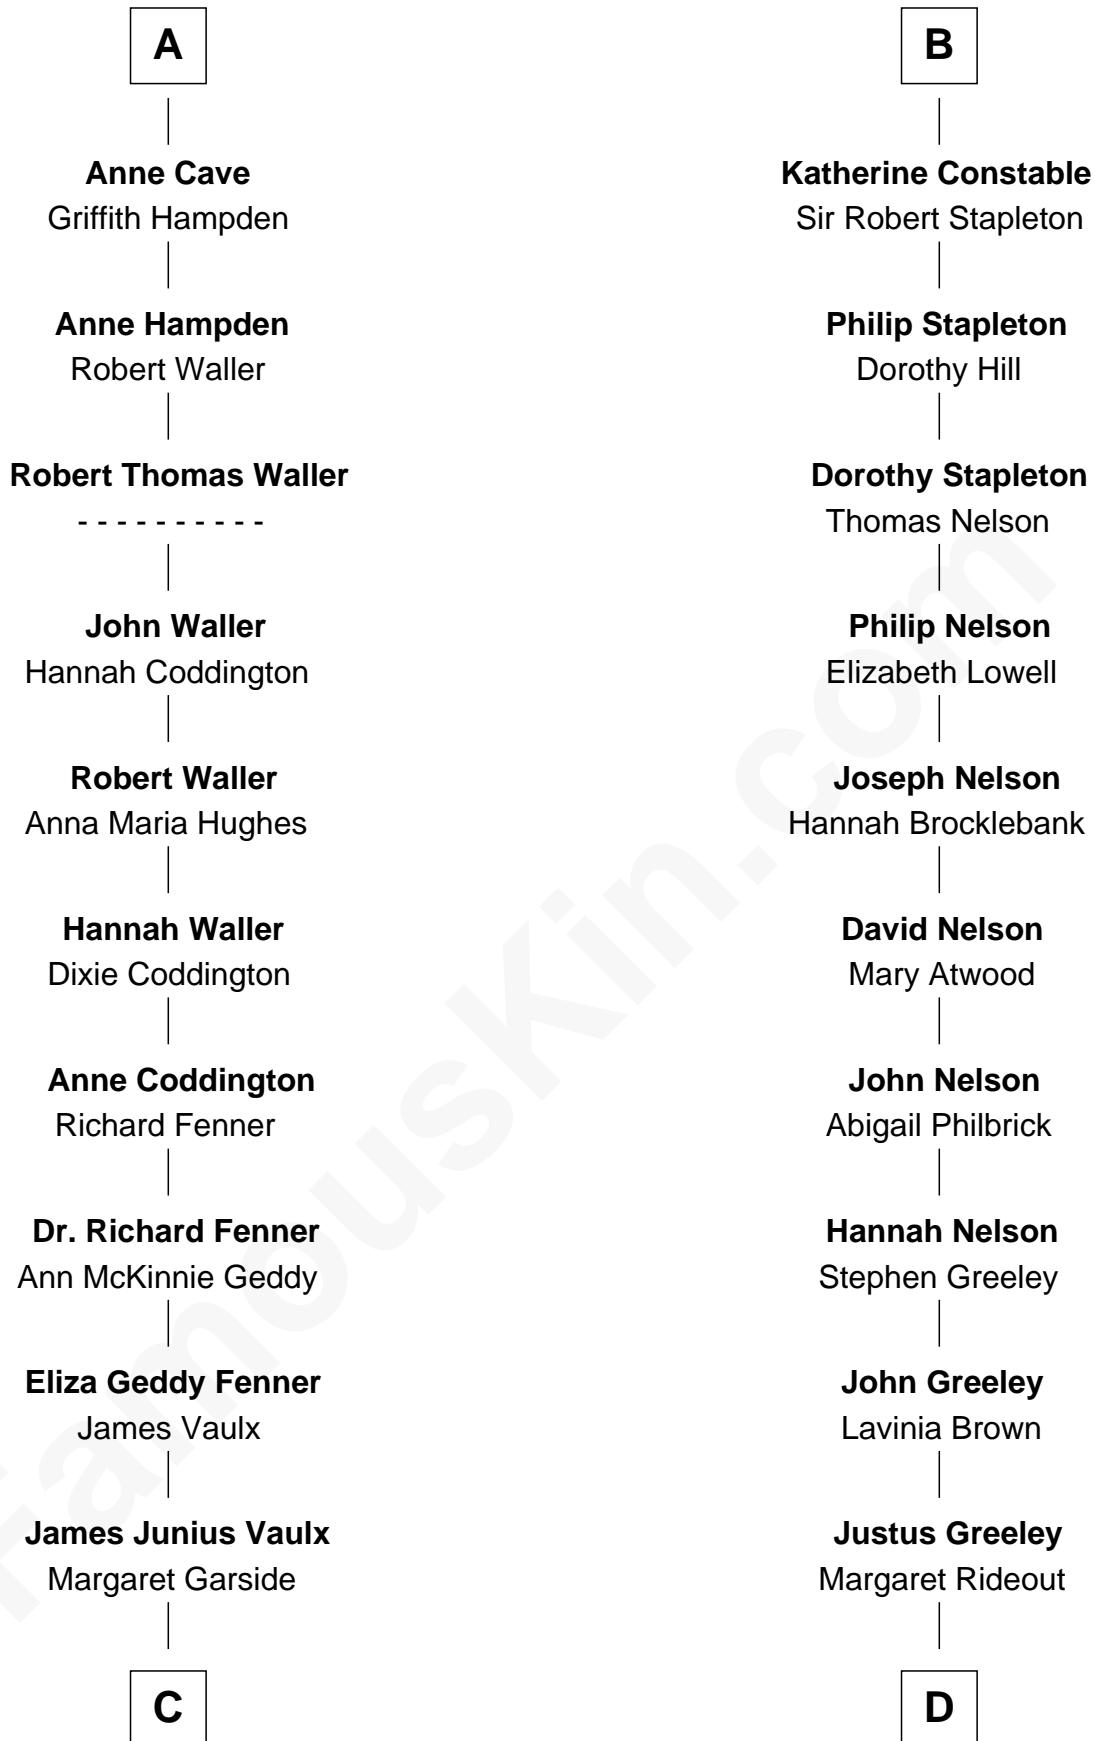 A
Anne Cave
Griffith Hampden
Anne Hampden
Robert Waller
Robert Thomas Waller
- - - - - - - - - -
John Waller
Hannah Coddington
Robert Waller
Anna Maria Hughes
Hannah Waller
Dixie Coddington
Anne Coddington
Richard Fenner
Dr. Richard Fenner
Ann McKinnie Geddy
Eliza Geddy Fenner
James Vaulx
James Junius Vaulx
Margaret Garside
C
B
Katherine Constable
Sir Robert Stapleton
Philip Stapleton
Dorothy Hill
Dorothy Stapleton
Thomas Nelson
Philip Nelson
Elizabeth Lowell
Joseph Nelson
Hannah Brocklebank
David Nelson
Mary Atwood
John Nelson
Abigail Philbrick
Hannah Nelson
Stephen Greeley
John Greeley
Lavinia Brown
Justus Greeley
Margaret Rideout
D
FamousKin.com